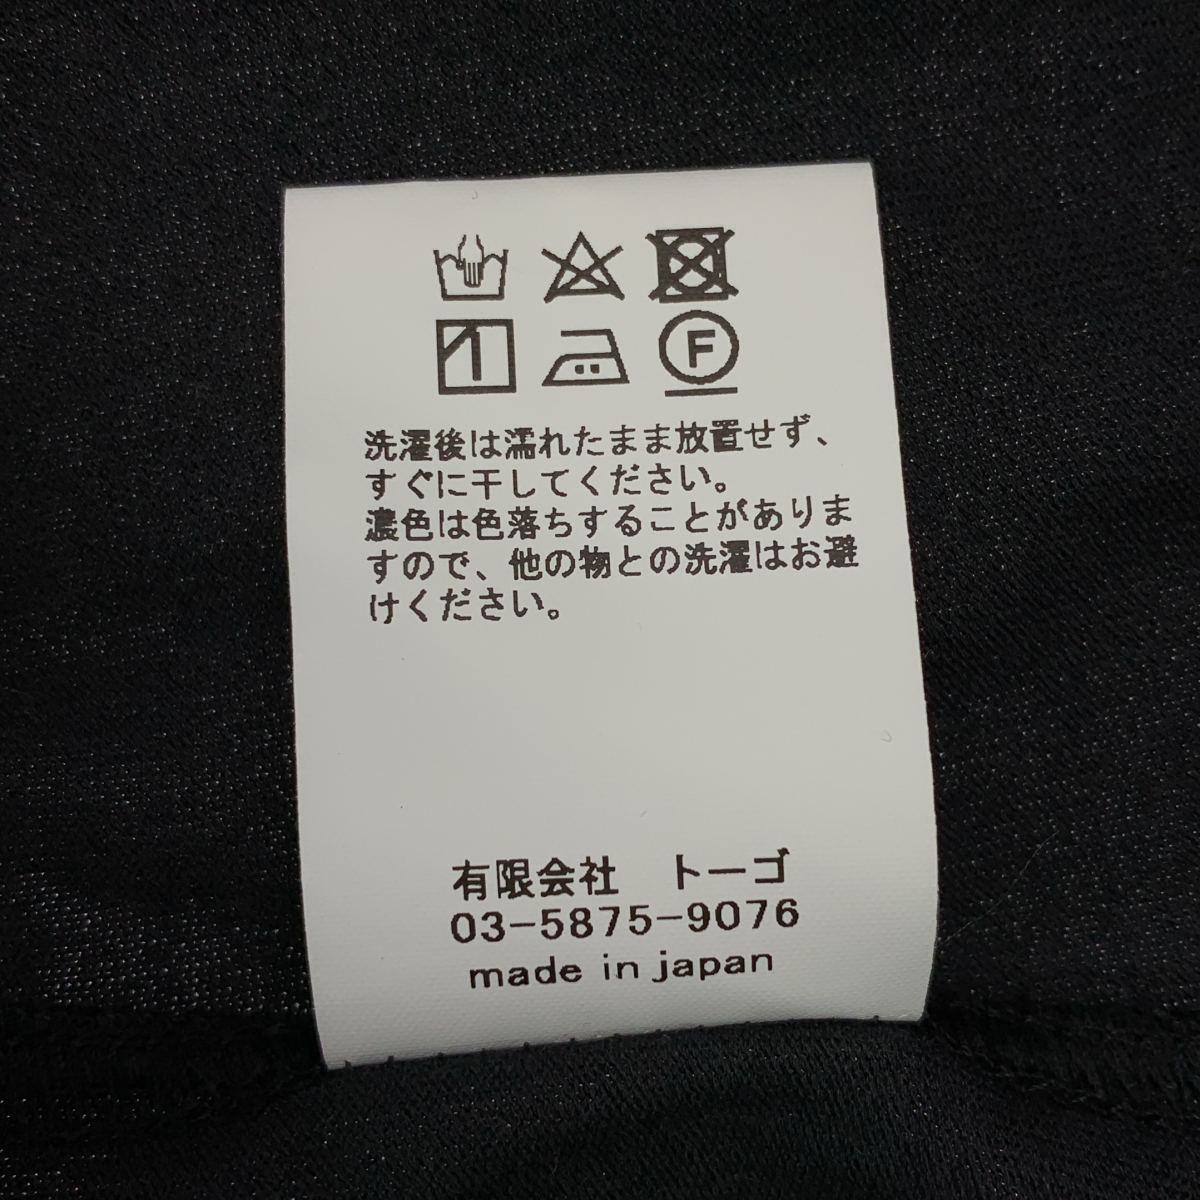 F
洗濯後は濡れたまま放置せず、
すぐに干してください。
濃色は色落ちすることがありま
すので、他の物との洗濯はお避
けください。
有限会社　トーゴ
03-5875-9076
made in japan